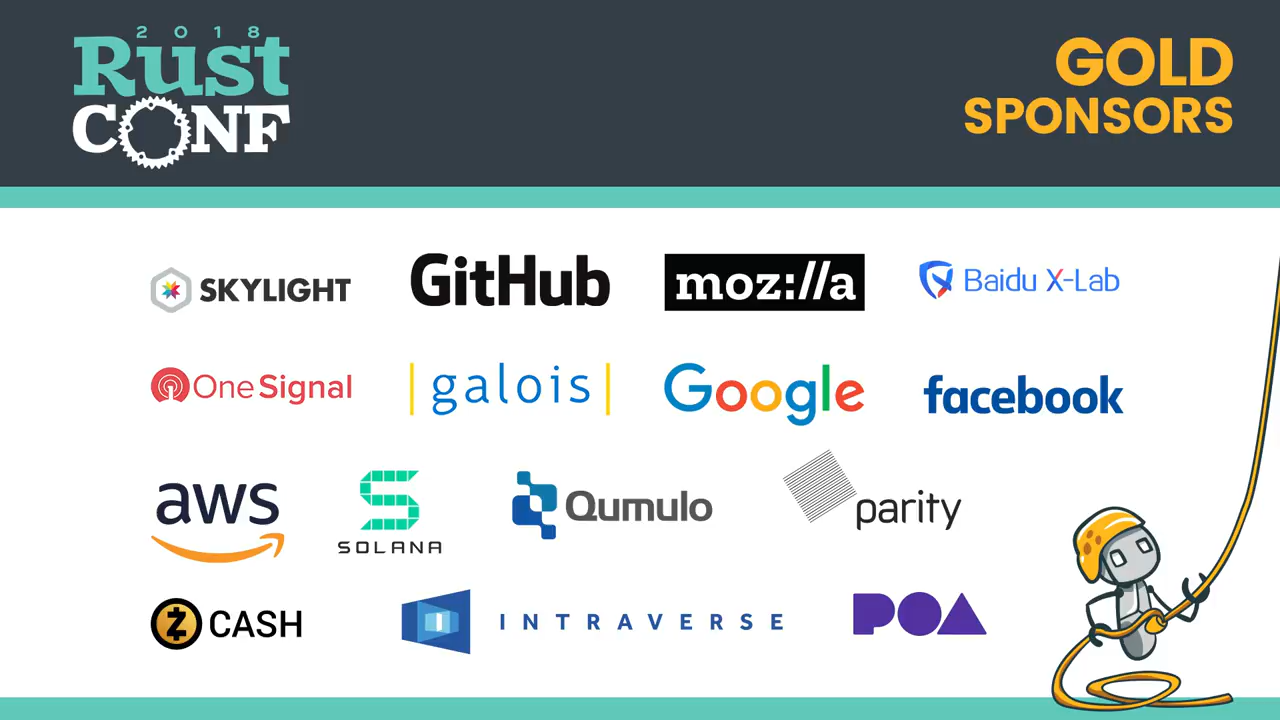 2018
Rust
CONF
GOLD
SPONSORS
SKYLIGHT
GitHub
moz://a
Baidu X-Lab
OneSignal
|galois|
Google
facebook
aws
SOLANA
Qumulo
parity
CASH
INTRAVERSE
POA